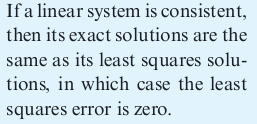 If a linear system is consistent,
then its exact solutions are the
same as its least squares solu-
tions, in which case the least
squares error is zero.